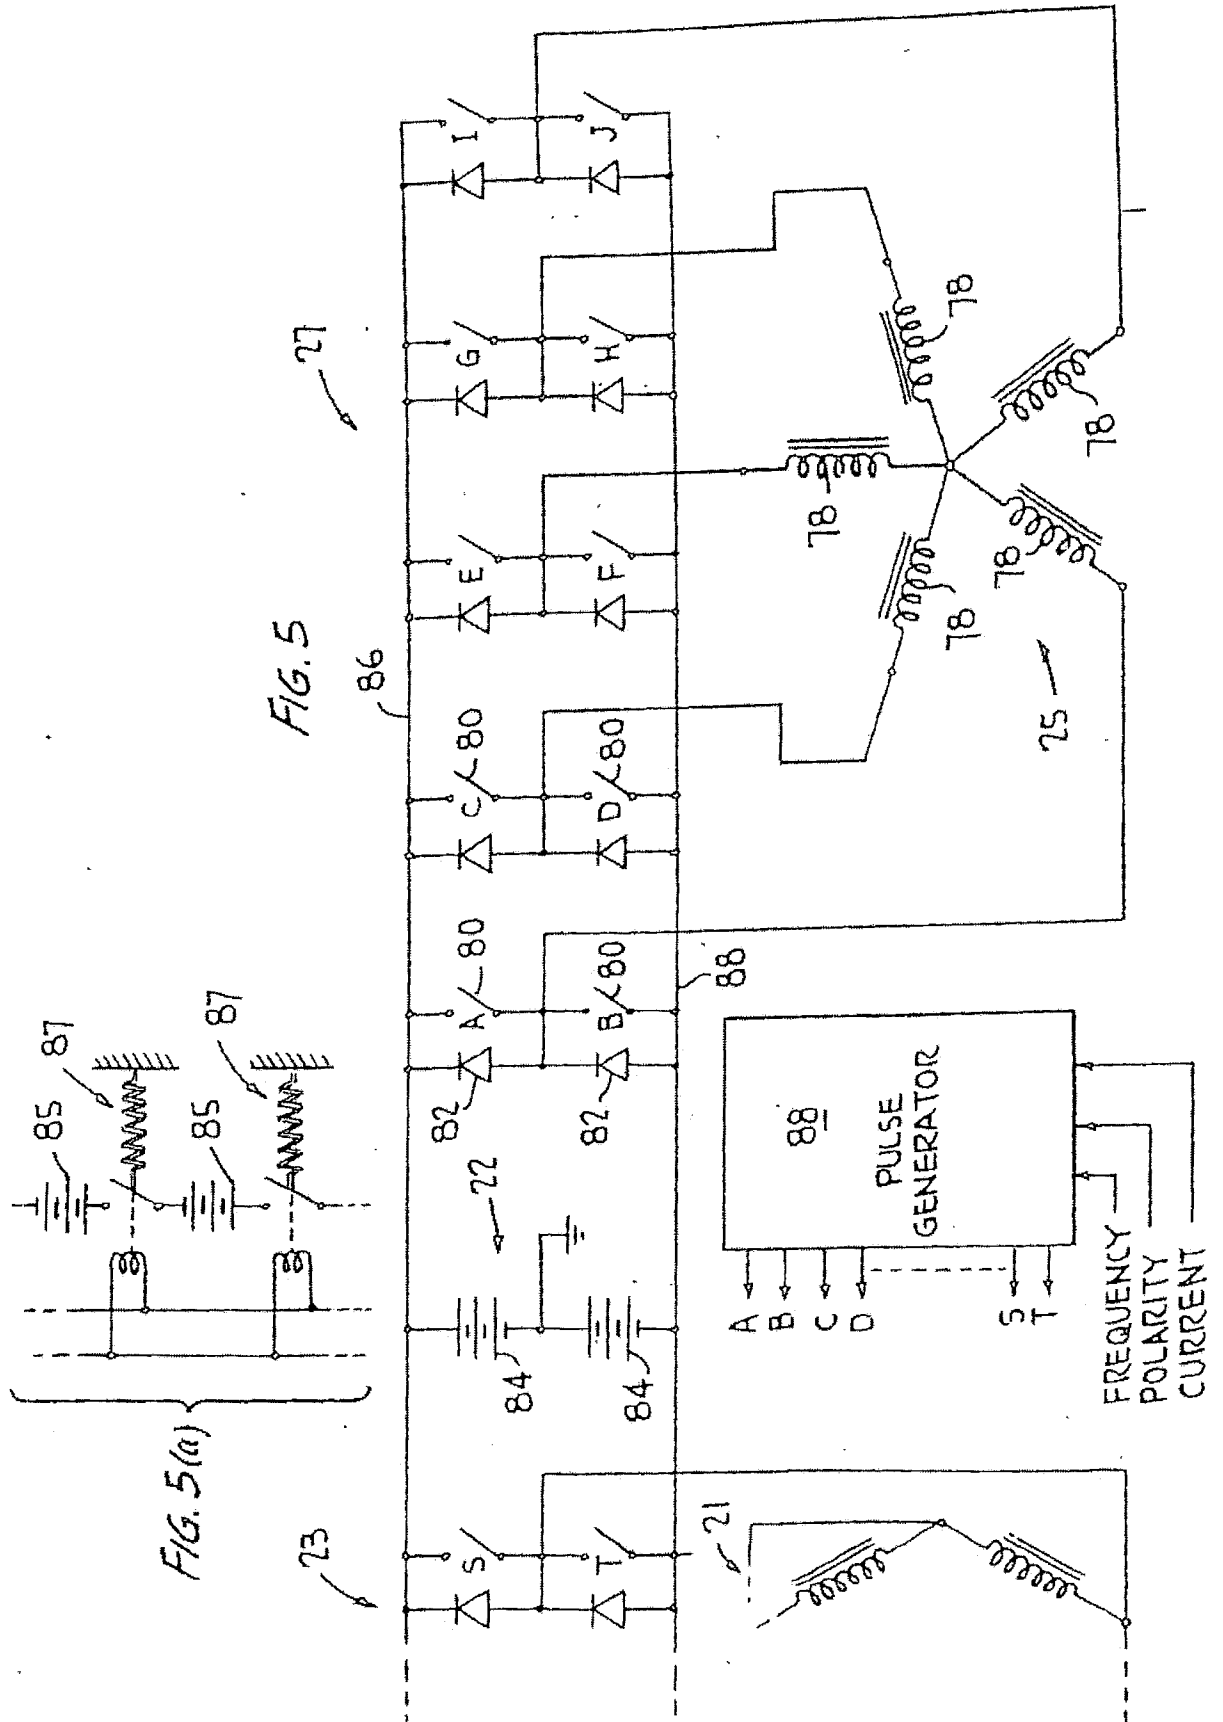 FIG. 5(a)
85
87
85
87
FIG. 5
23
27
86
22
84
84
82
82
S
T
A
80
B
80
C
80
D
80
E
F
G
H
I
J
88
21
25
78
78
78
78
78
88
PULSE
GENERATOR
A
B
C
D
S
T
FREQUENCY
POLARITY
CURRENT